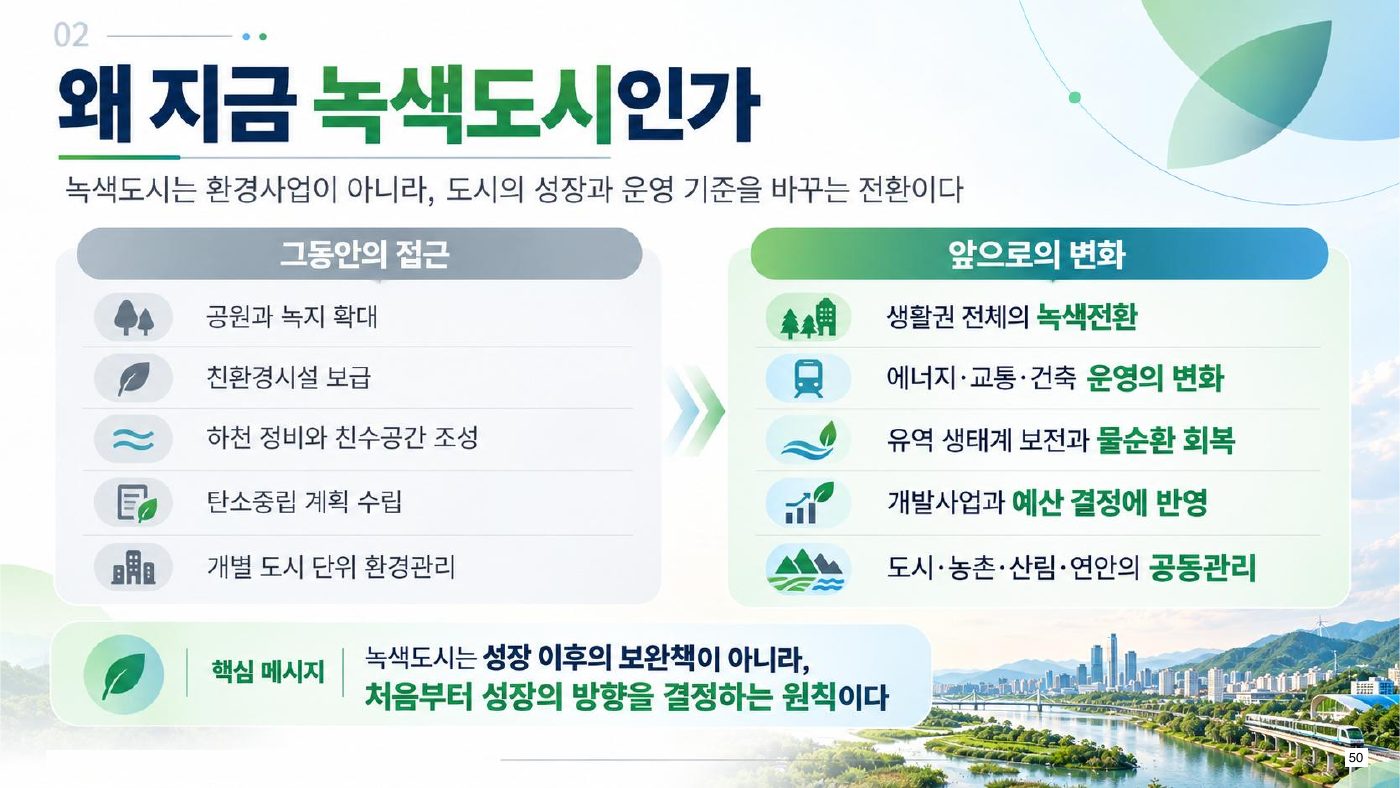 02
왜 지금 녹색도시인가
녹색도시는 환경사업이 아니라, 도시의 성장과 운영 기준을 바꾸는 전환이다
그동안의 접근
공원과 녹지 확대
친환경시설 보급
하천 정비와 친수공간 조성
탄소중립 계획 수립
개별 도시 단위 환경관리
앞으로의 변화
생활권 전체의 녹색전환
에너지·교통·건축 운영의 변화
유역 생태계 보전과 물순환 회복
개발사업과 예산 결정에 반영
도시·농촌·산림·연안의 공동관리
핵심 메시지
녹색도시는 성장 이후의 보완책이 아니라,
처음부터 성장의 방향을 결정하는 원칙이다
50